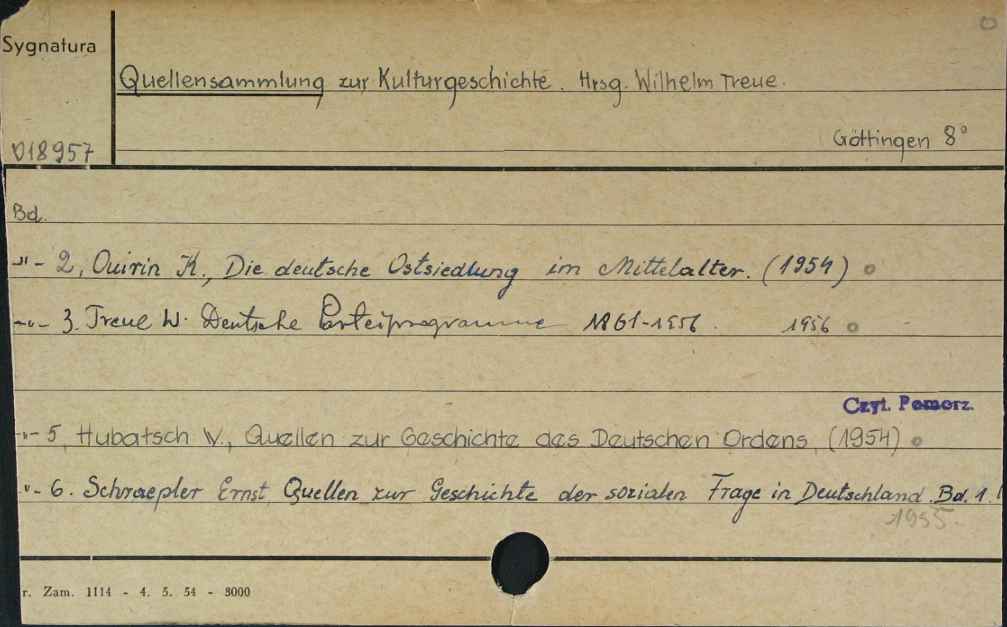 Sygnatura
Quellensammlung zur Kulturgeschichte. Hrsg. Wilhelm Treue.
Göttingen 8°
018957
Bd.
-"- 2, Quirin K., Die deutsche Ostsiedlung im Mittelalter. (1954)
-"- 3. Treue W. Deutsche Parteiprogramme 1861-1956. 1956
Czyt. Pomorz.
"- 5, Hubatsch W., Quellen zur Geschichte des Deutschen Ordens, (1954)
"- 6. Schraepler Ernst, Quellen zur Geschichte der sozialen Frage in Deutschland. Bd. 1.
1955.
r. Zam. 1114 - 4. 5. 54 - 3000